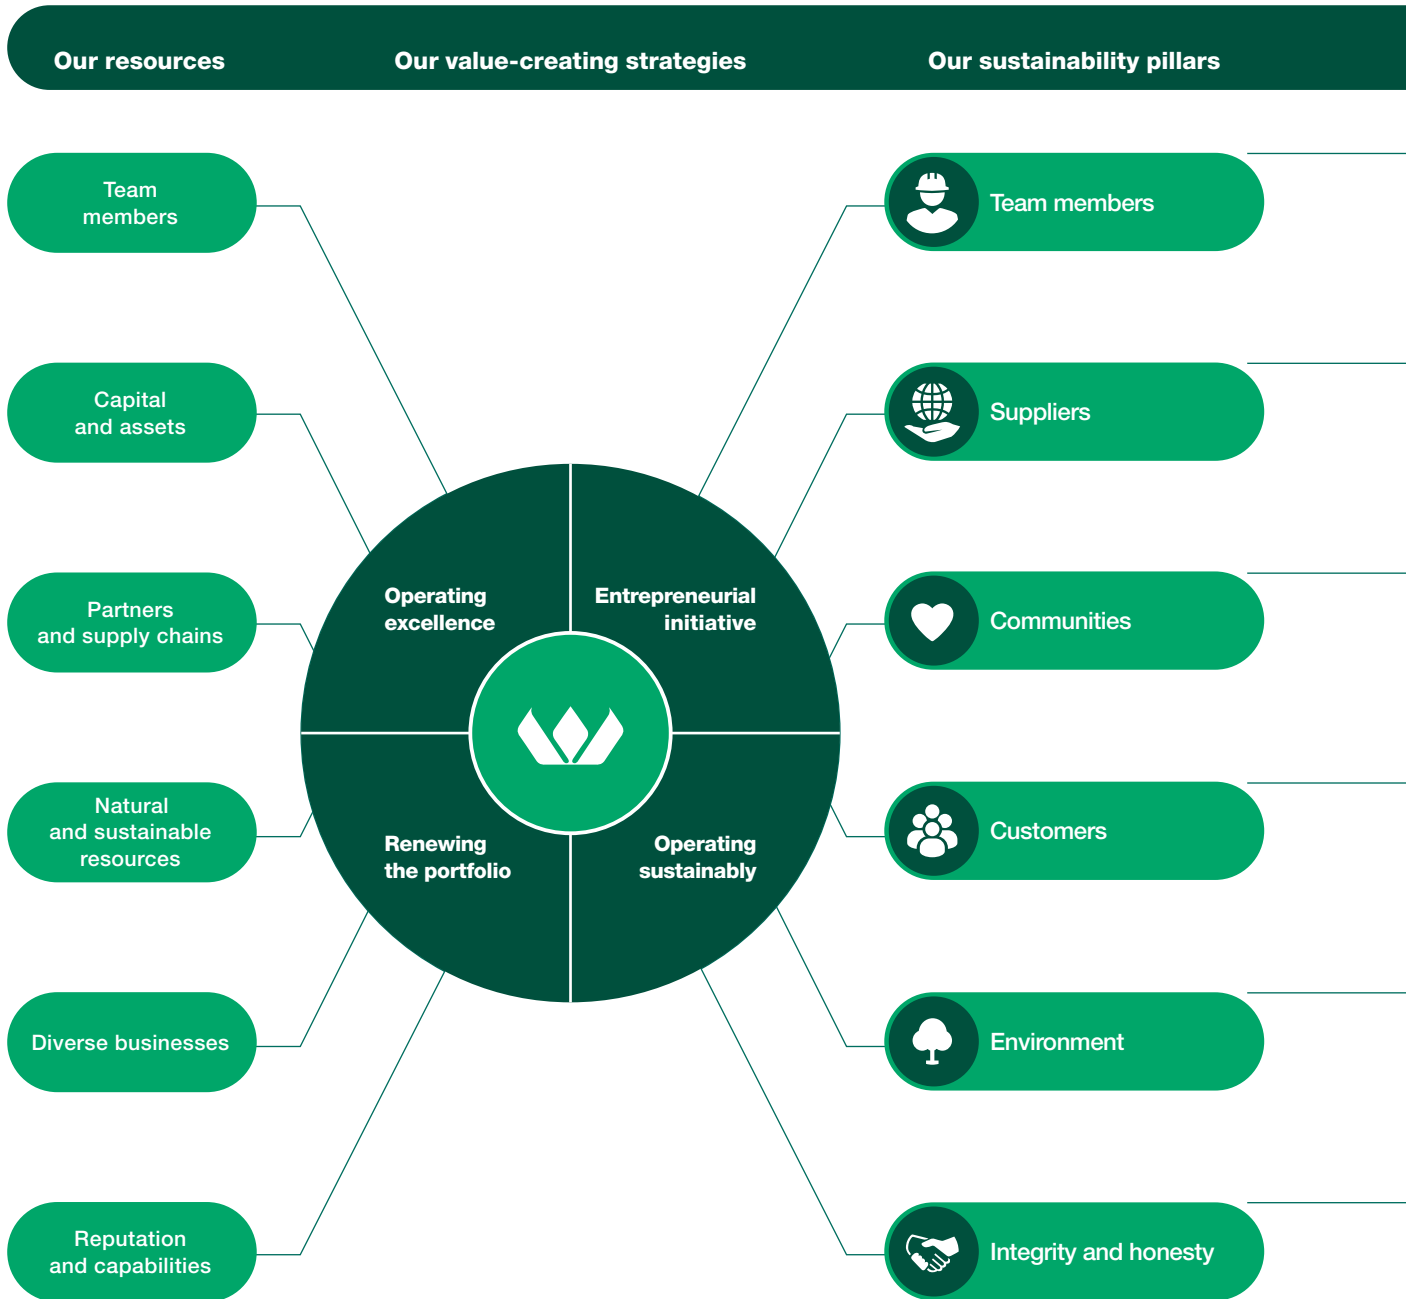 Our resources
Our value-creating strategies
Our sustainability pillars
Team
members
Capital
and assets
Partners
and supply chains
Natural
and sustainable
resources
Diverse businesses
Reputation
and capabilities
Operating
excellence
Entrepreneurial
initiative
Renewing
the portfolio
Operating
sustainably
Team members
Suppliers
Communities
Customers
Environment
Integrity and honesty